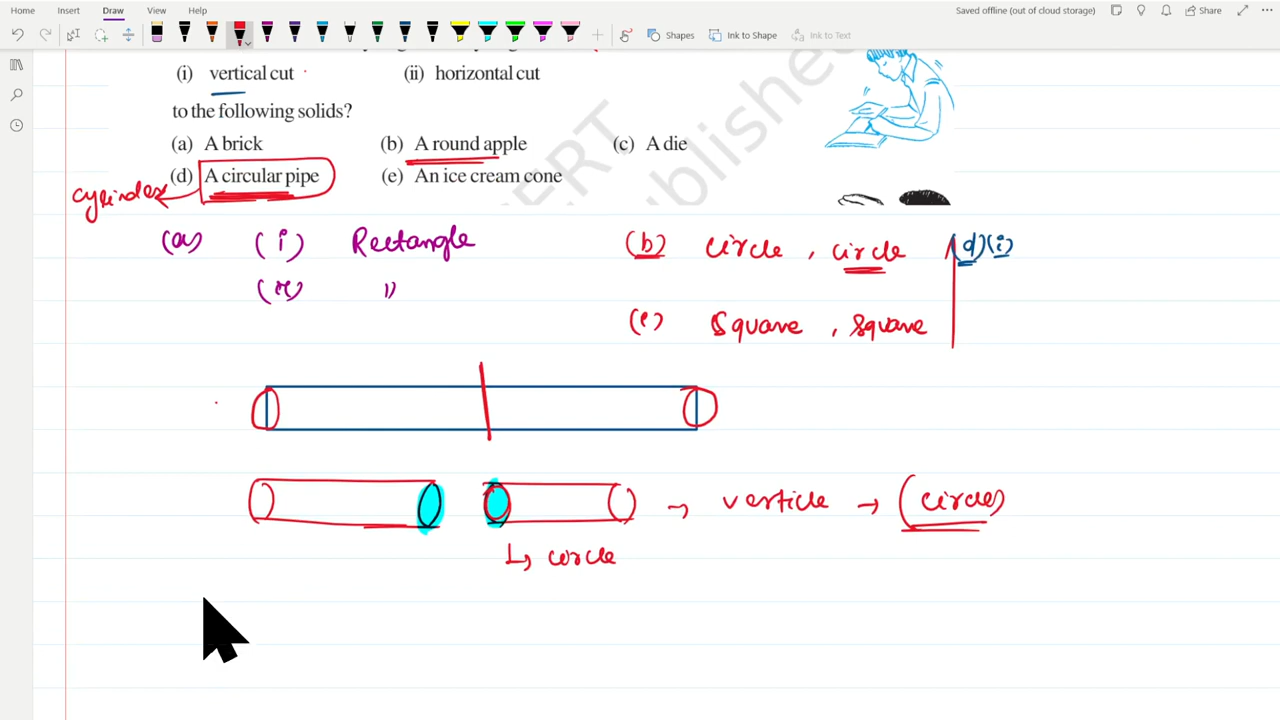 Home Insert Draw View Help Saved offline (out of cloud storage) Share
Shapes Ink to Shape Ink to Text
(i) vertical cut (ii) horizontal cut
to the following solids?
(a) A brick (b) A round apple (c) A die
(d) A circular pipe (e) An ice cream cone
cylinder
(a) (i) Rectangle (b) circle , circle (d)(i)
(ii) "
Square , Square
→ verticle → (circle)
↳ circle